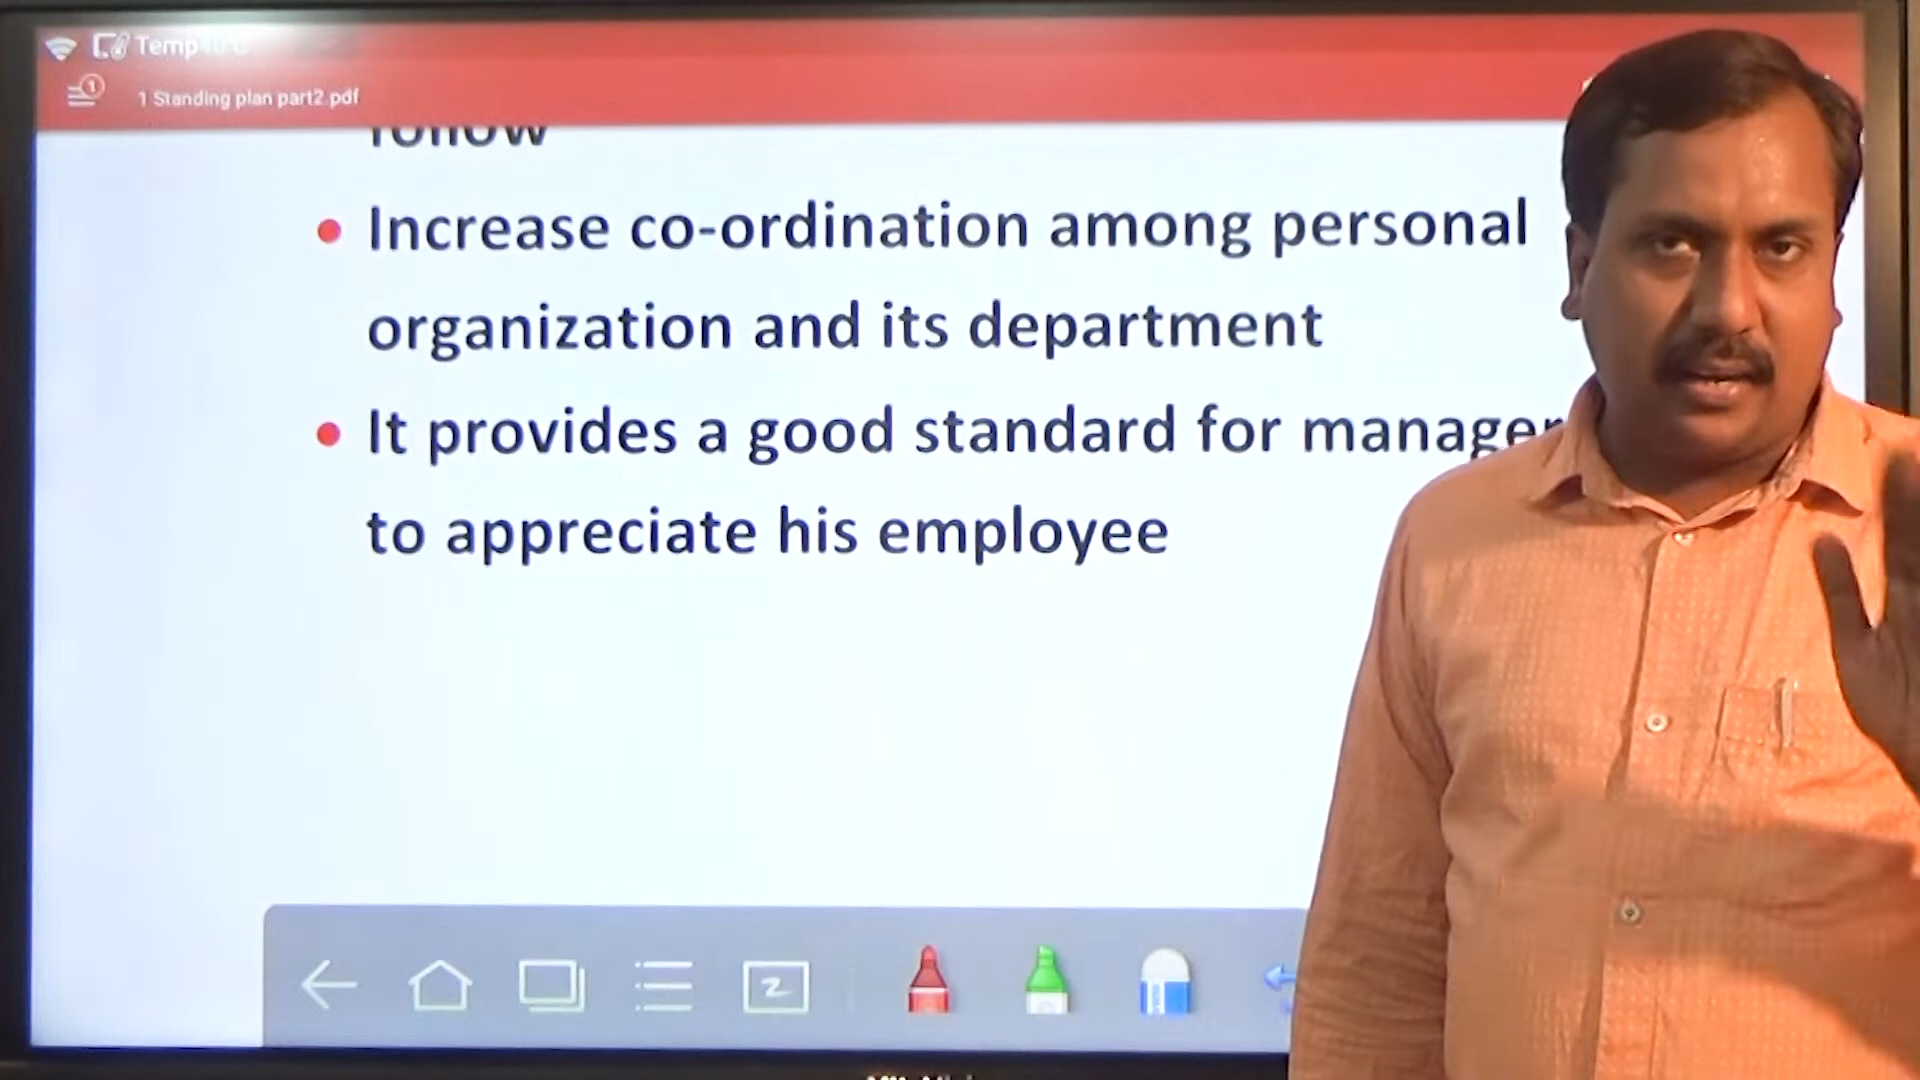 Temp
1 Standing plan part2.pdf
follow
• Increase co-ordination among personal
organization and its department
• It provides a good standard for manager
to appreciate his employee